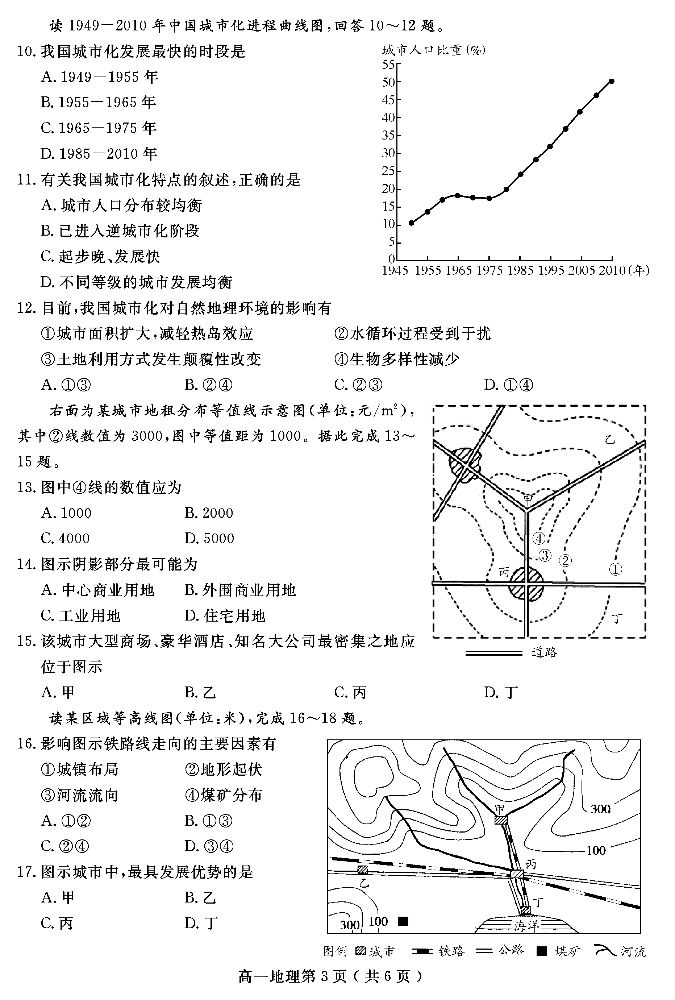 读 1949－2010 年中国城市化进程曲线图,回答 10～12 题。
10. 我国城市化发展最快的时段是
A. 1949－1955 年
B. 1955－1965 年
C. 1965－1975 年
D. 1985－2010 年
11. 有关我国城市化特点的叙述,正确的是
A. 城市人口分布较均衡
B. 已进入逆城市化阶段
C. 起步晚、发展快
D. 不同等级的城市发展均衡
城市人口比重(%)
55
50
45
40
35
30
25
20
15
10
5
0
1945 1955 1965 1975 1985 1995 2005 2010(年)
12. 目前,我国城市化对自然地理环境的影响有
①城市面积扩大,减轻热岛效应 ②水循环过程受到干扰
③土地利用方式发生颠覆性改变 ④生物多样性减少
A. ①③ B. ②④ C. ②③ D. ①④
右面为某城市地租分布等值线示意图(单位:元/m²),
其中②线数值为 3000,图中等值距为 1000。据此完成 13～
15 题。
13. 图中④线的数值应为
A. 1000 B. 2000
C. 4000 D. 5000
14. 图示阴影部分最可能为
A. 中心商业用地 B. 外围商业用地
C. 工业用地 D. 住宅用地
15. 该城市大型商场、豪华酒店、知名大公司最密集之地应
位于图示
A. 甲 B. 乙 C. 丙 D. 丁
乙
甲
④
③
②
①
丙
丁
道路
读某区域等高线图(单位:米),完成 16～18 题。
16. 影响图示铁路线走向的主要因素有
①城镇布局 ②地形起伏
③河流流向 ④煤矿分布
A. ①② B. ①③
C. ②④ D. ③④
17. 图示城市中,最具发展优势的是
A. 甲 B. 乙
C. 丙 D. 丁
甲
300
100
丙
乙
丁
300
100
海洋
图例 城市 铁路 公路 煤矿 河流
高一地理第 3 页 ( 共 6 页 )